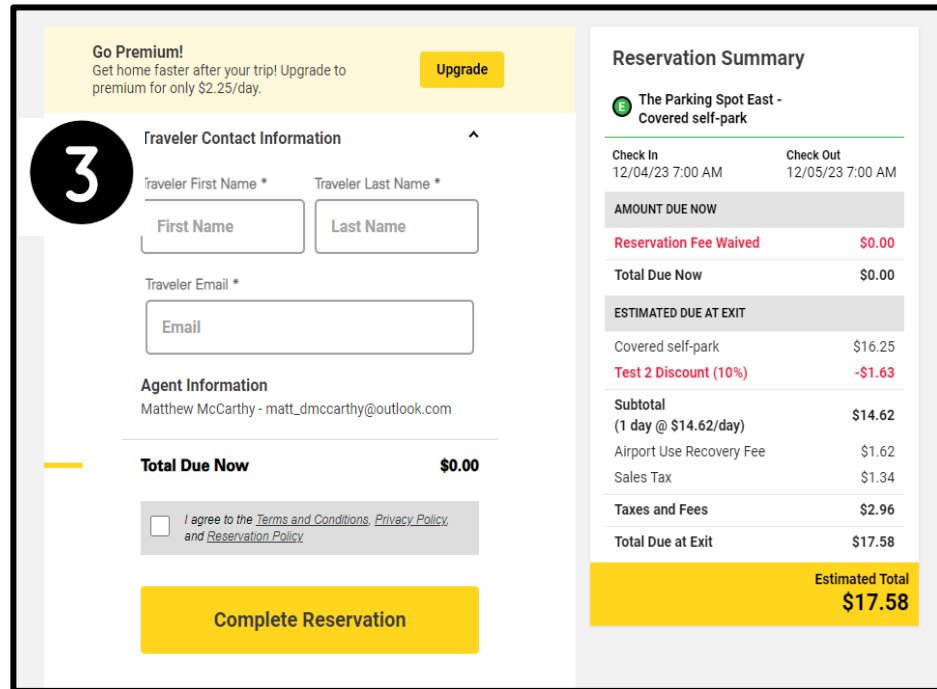 Go Premium!
Get home faster after your trip! Upgrade to
premium for only $2.25/day.
Upgrade
3
Traveler Contact Information
Traveler First Name *
Traveler Last Name *
First Name
Last Name
Traveler Email *
Email
Agent Information
Matthew McCarthy - matt_dmccarthy@outlook.com
Total Due Now $0.00
I agree to the Terms and Conditions, Privacy Policy,
and Reservation Policy
Complete Reservation
Reservation Summary
E
The Parking Spot East -
Covered self-park
Check In
12/04/23 7:00 AM
Check Out
12/05/23 7:00 AM
AMOUNT DUE NOW
Reservation Fee Waived $0.00
Total Due Now $0.00
ESTIMATED DUE AT EXIT
Covered self-park $16.25
Test 2 Discount (10%) -$1.63
Subtotal
(1 day @ $14.62/day) $14.62
Airport Use Recovery Fee $1.62
Sales Tax $1.34
Taxes and Fees $2.96
Total Due at Exit $17.58
Estimated Total
$17.58